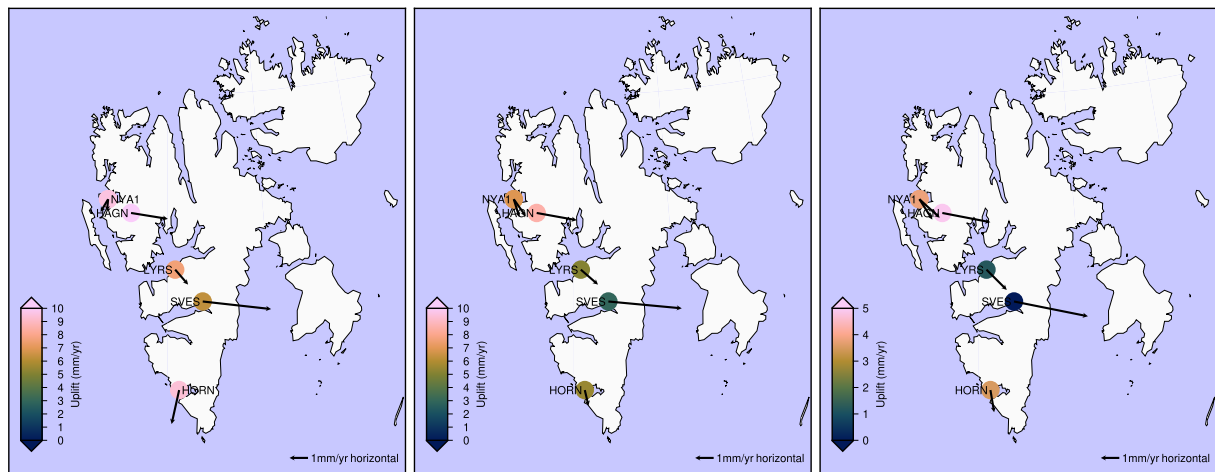 NYA1
HAGN
LYRS
SVES
HORN
10
9
8
7
6
5
4
3
2
1
0
Uplift (mm/yr)
1mm/yr horizontal
NYA1
HAGN
LYRS
SVES
HORN
10
9
8
7
6
5
4
3
2
1
0
Uplift (mm/yr)
1mm/yr horizontal
NYA1
HAGN
LYRS
SVES
HORN
5
4
3
2
1
0
Uplift (mm/yr)
1mm/yr horizontal